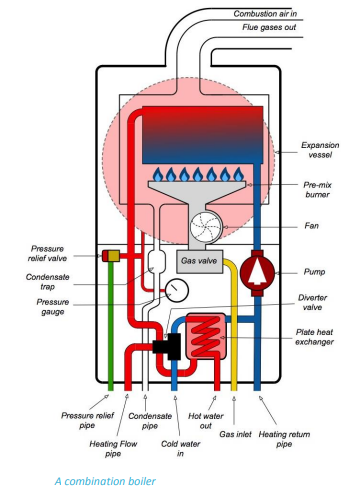 Combustion air in
Flue gases out
Expansion
vessel
Pre-mix
burner
Fan
Gas valve
Pressure
relief valve
Condensate
trap
Pressure
gauge
Pump
Diverter
valve
Plate heat
exchanger
Pressure relief
pipe
Heating Flow
pipe
Condensate
pipe
Cold water
in
Hot water
out
Gas inlet
Heating return
pipe
A combination boiler